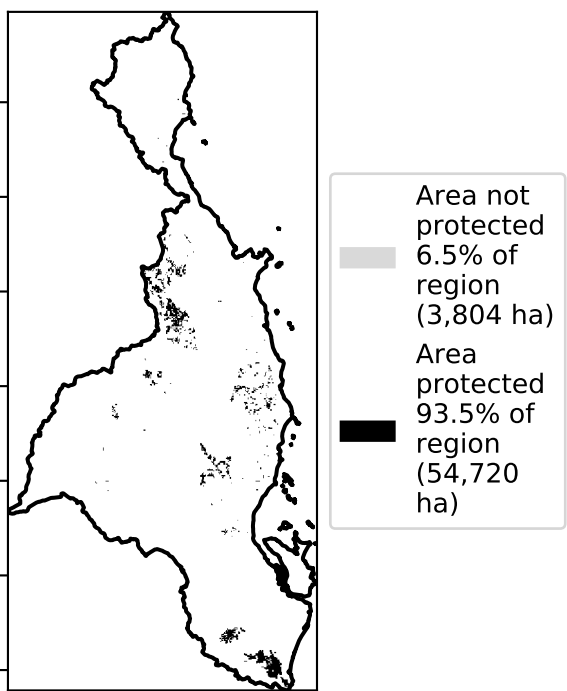 Area not
protected
6.5% of
region
(3,804 ha)
Area
protected
93.5% of
region
(54,720
ha)